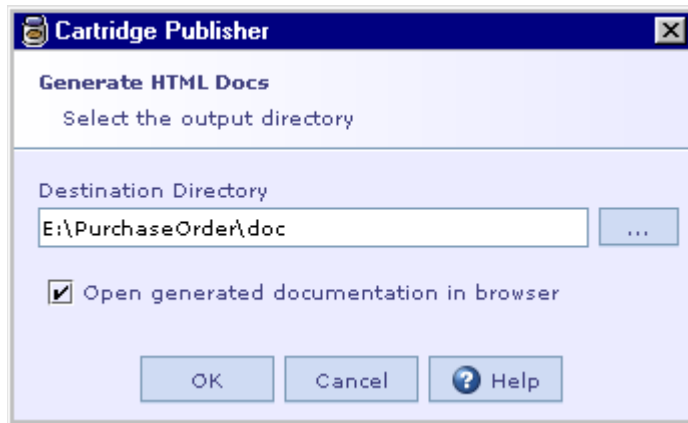 Cartridge Publisher
Generate HTML Docs
Select the output directory
Destination Directory
E:\PurchaseOrder\doc
...
Open generated documentation in browser
OK Cancel Help